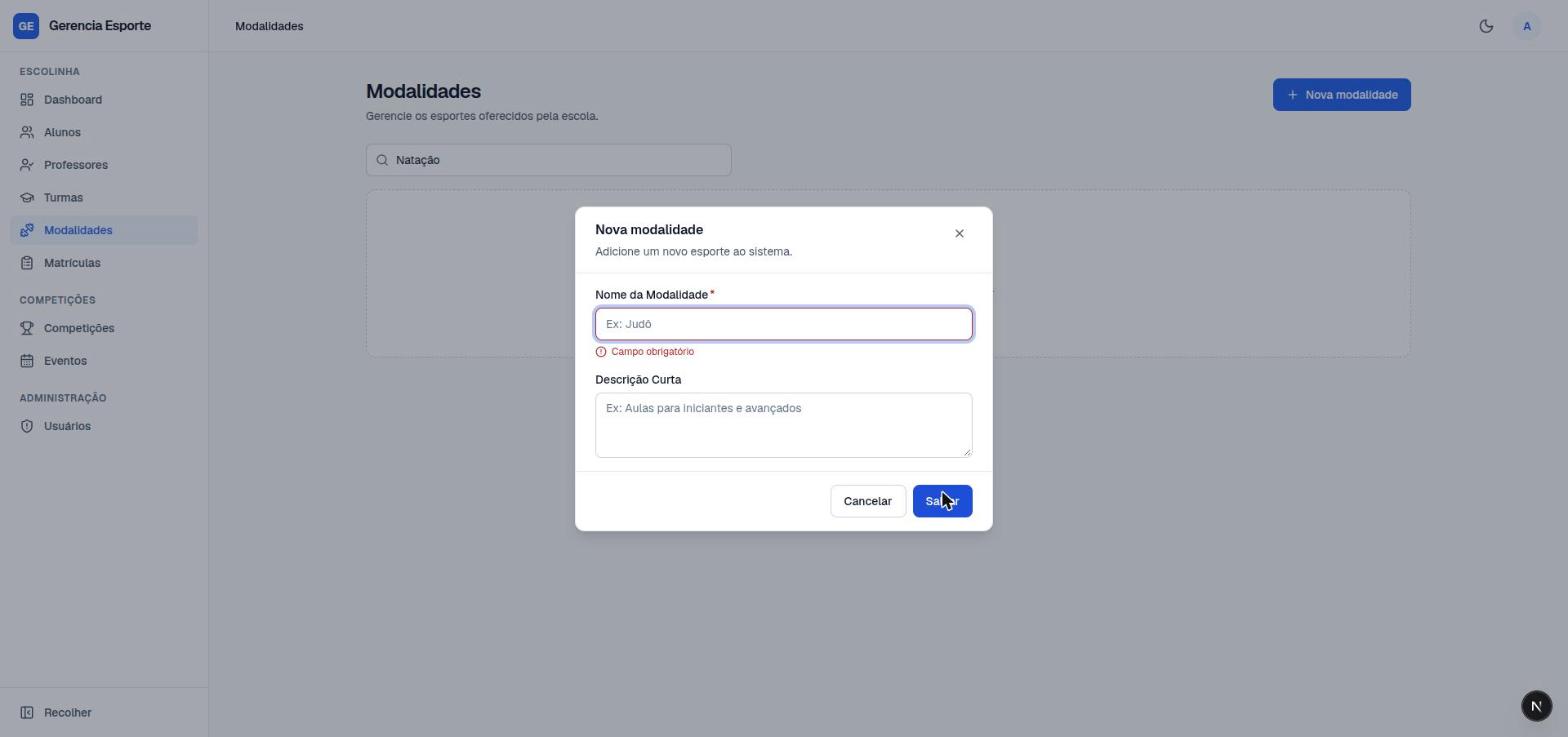 GE Gerencia Esporte
Modalidades
A
ESCOLINHA
Dashboard
Alunos
Professores
Turmas
Modalidades
Matrículas
COMPETIÇÕES
Competições
Eventos
ADMINISTRAÇÃO
Usuários
Recolher
Modalidades
Gerencie os esportes oferecidos pela escola.
+ Nova modalidade
Natação
Nova modalidade
Adicione um novo esporte ao sistema.
Nome da Modalidade *
Ex: Judô
Campo obrigatório
Descrição Curta
Ex: Aulas para iniciantes e avançados
Cancelar
N